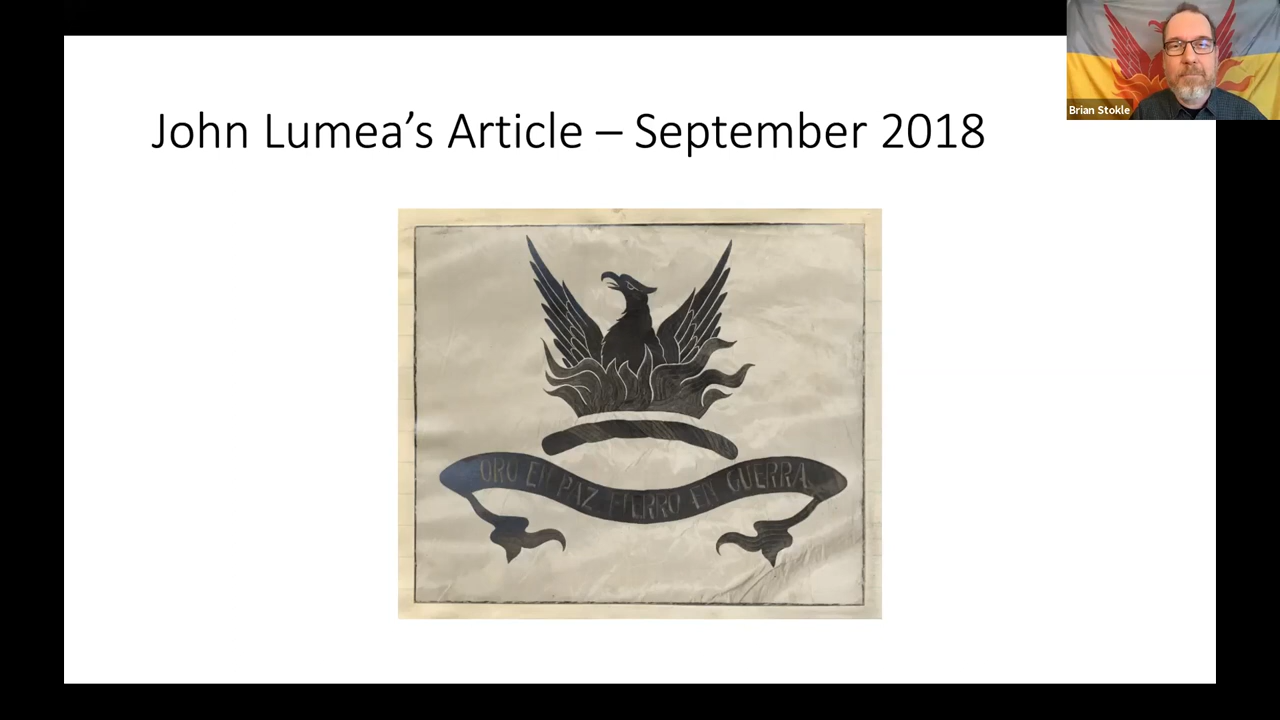 John Lumea’s Article – September 2018
Brian Stokle
ORO EN PAZ FIERRO EN GUERRA